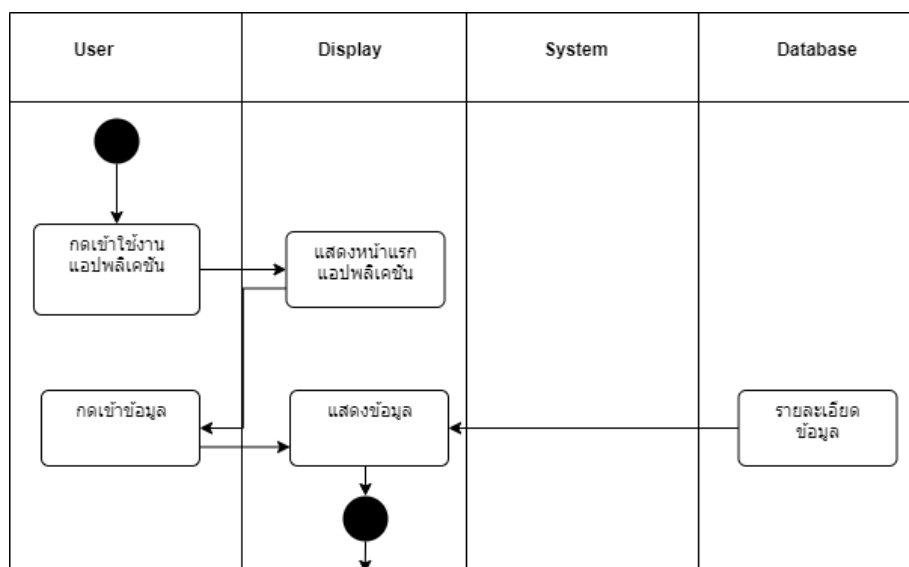 User
Display
System
Database
กดเข้าใช้งาน
แอปพลิเคชัน
แสดงหน้าแรก
แอปพลิเคชัน
กดเข้าข้อมูล
แสดงข้อมูล
รายละเอียด
ข้อมูล